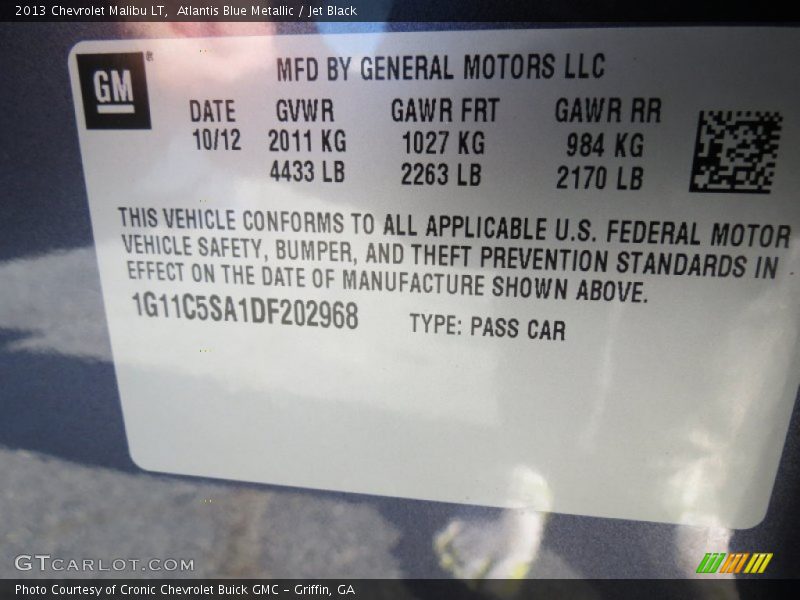 2013 Chevrolet Malibu LT,  Atlantis Blue Metallic / Jet Black
GM
MFD BY GENERAL MOTORS LLC
DATE GVWR GAWR FRT GAWR RR
10/12 2011 KG 1027 KG 984 KG
4433 LB 2263 LB 2170 LB
THIS VEHICLE CONFORMS TO ALL APPLICABLE U.S. FEDERAL MOTOR
VEHICLE SAFETY, BUMPER, AND THEFT PREVENTION STANDARDS IN
EFFECT ON THE DATE OF MANUFACTURE SHOWN ABOVE.
1G11C5SA1DF202968 TYPE: PASS CAR
GTCARLOT.COM
Photo Courtesy of Cronic Chevrolet Buick GMC – Griffin, GA